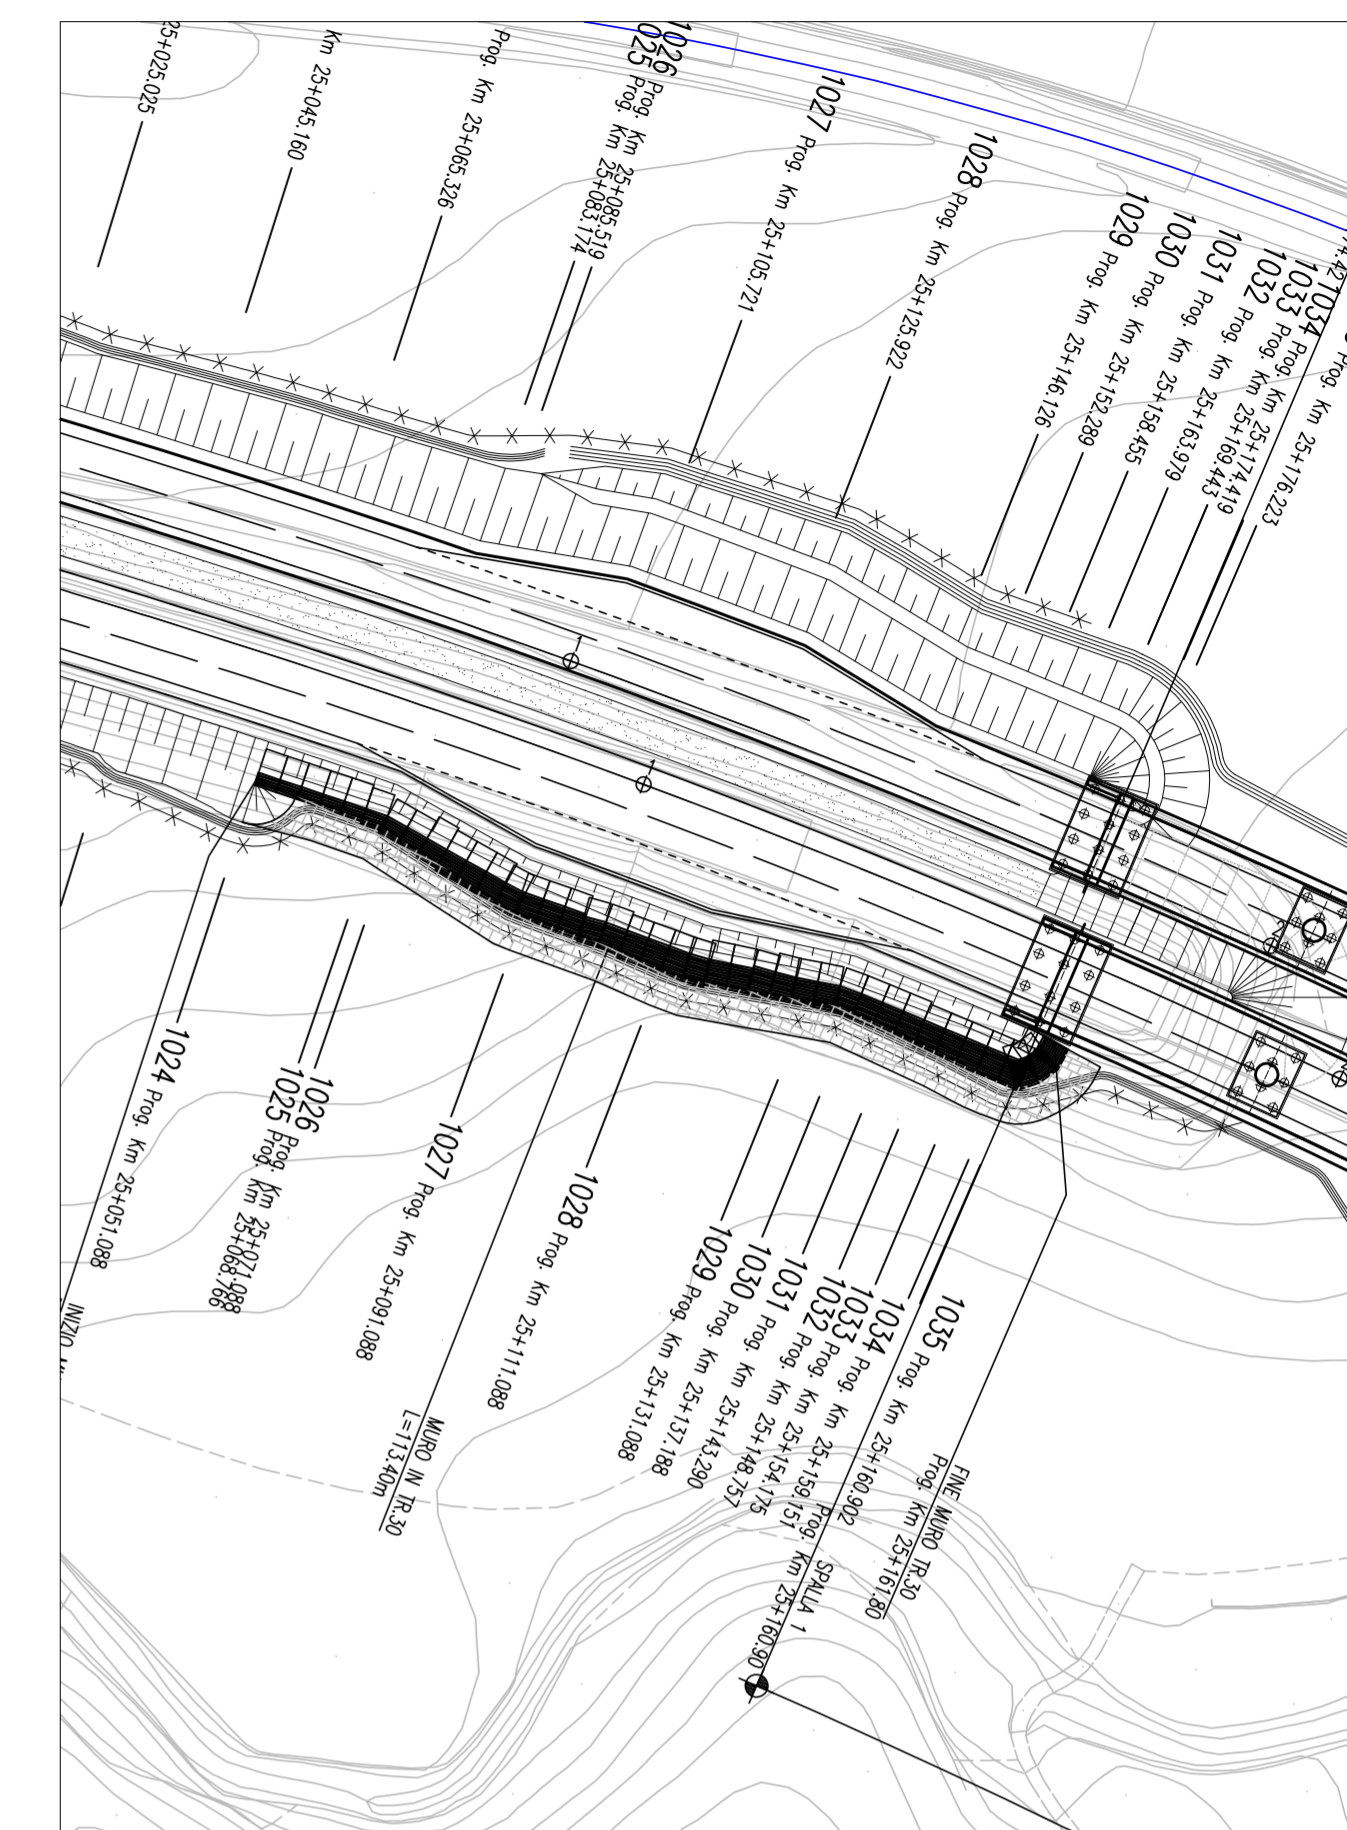 25+025.025
Km 25+045.160
Prog. Km 25+065.326
1026 Prog. Km 25+085.519
025 Prog. Km 25+083.174
1027 Prog. Km 25+105.721
1028 Prog. Km 25+125.922
1029 Prog. Km 25+146.126
1030 Prog. Km 25+152.289
1031 Prog. Km 25+158.455
1032 Prog. Km 25+163.979
1033 Prog. Km 25+169.443
1034 Prog. Km 25+174.419
Prog. Km 25+176.223
1
1
2
1024 Prog. Km 25+051.088
1025 Prog. Km 25+068.766
1026 Prog. Km 25+071.088
1027 Prog. Km 25+091.088
1028 Prog. Km 25+111.088
1029 Prog. Km 25+131.088
1030 Prog. Km 25+137.188
1031 Prog. Km 25+143.290
1032 Prog. Km 25+148.757
1033 Prog. Km 25+154.175
1034 Prog. Km 25+159.151
1035 Prog. Km 25+160.902
INIZIO
MURO IN TR.30
L=113.40m
SPALLA 1
Prog. Km 25+160.90
FINE MURO TR.30
Prog. Km 25+161.80